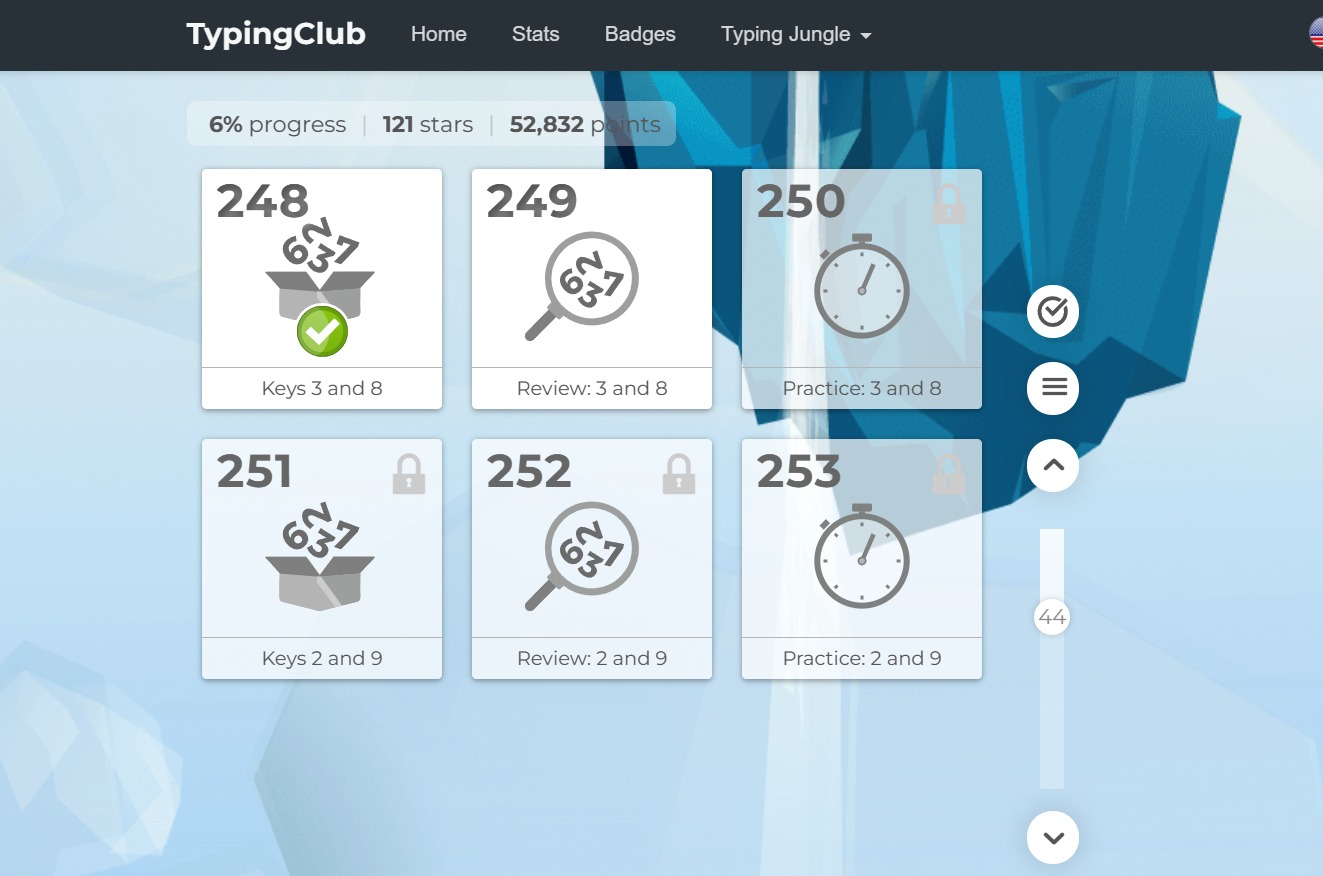 TypingClub Home Stats Badges Typing Jungle
6% progress | 121 stars | 52,832 points
248 249 250
6237 6237
Keys 3 and 8 Review: 3 and 8 Practice: 3 and 8
251 252 253
6237 6237
44
Keys 2 and 9 Review: 2 and 9 Practice: 2 and 9